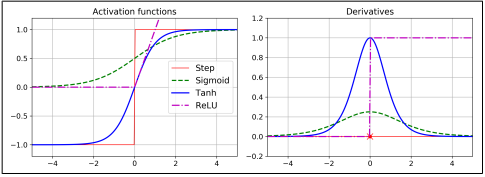 Activation functions
1.0
0.5
0.0
−0.5
−1.0
−4 −2 0 2 4
Step
Sigmoid
Tanh
ReLU
Derivatives
1.2
1.0
0.8
0.6
0.4
0.2
0.0
−0.2
−4 −2 0 2 4